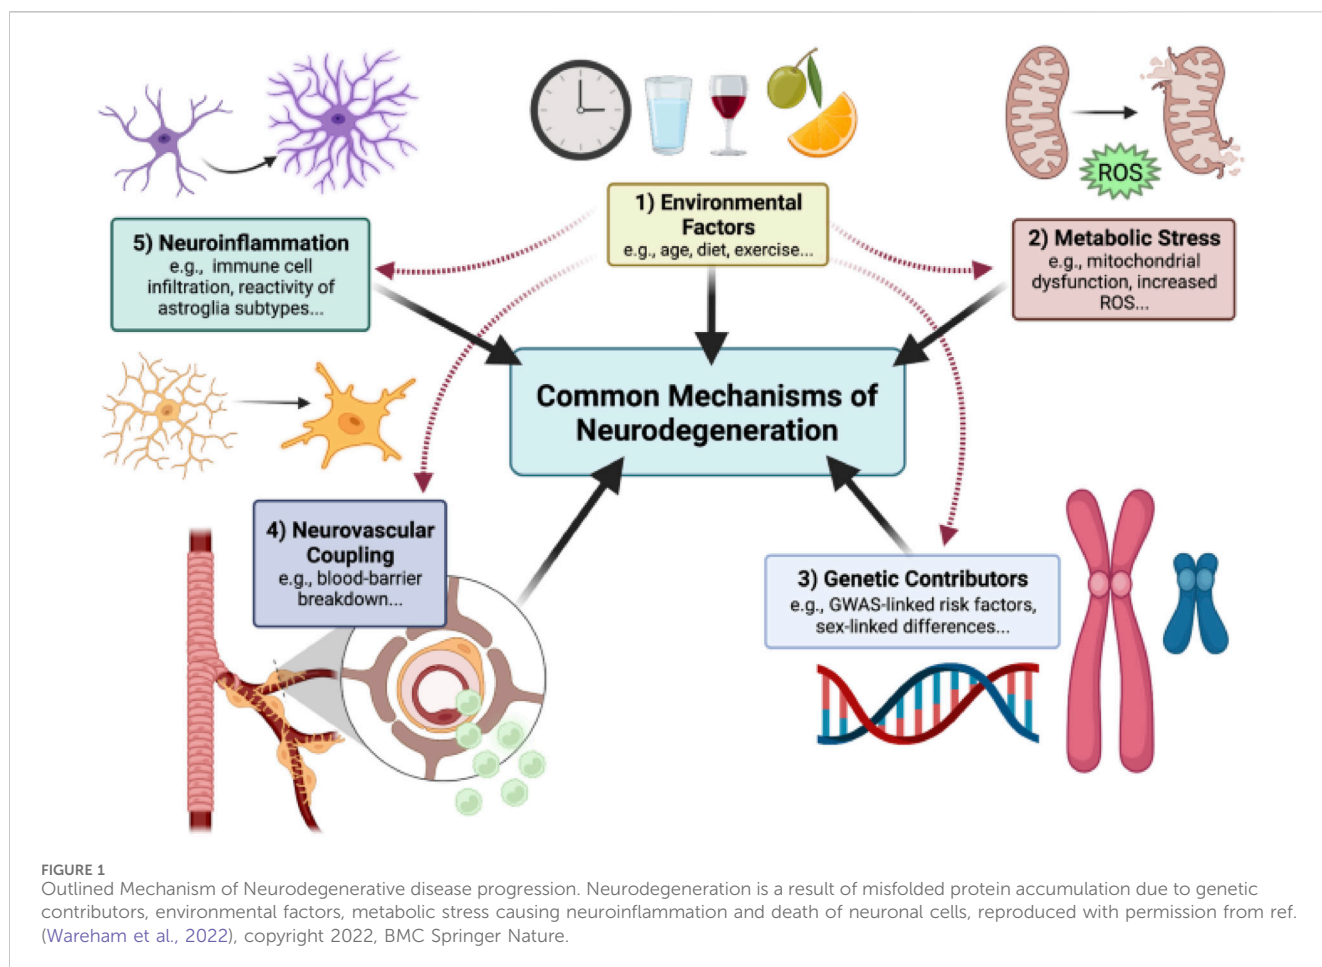 ROS
1) Environmental
Factors
e.g., age, diet, exercise...
5) Neuroinflammation
e.g., immune cell
infiltration, reactivity of
astroglia subtypes...
2) Metabolic Stress
e.g., mitochondrial
dysfunction, increased
ROS...
Common Mechanisms of
Neurodegeneration
4) Neurovascular
Coupling
e.g., blood-barrier
breakdown...
3) Genetic Contributors
e.g., GWAS-linked risk factors,
sex-linked differences...
FIGURE 1
Outlined Mechanism of Neurodegenerative disease progression. Neurodegeneration is a result of misfolded protein accumulation due to genetic
contributors, environmental factors, metabolic stress causing neuroinflammation and death of neuronal cells, reproduced with permission from ref.
(Wareham et al., 2022), copyright 2022, BMC Springer Nature.